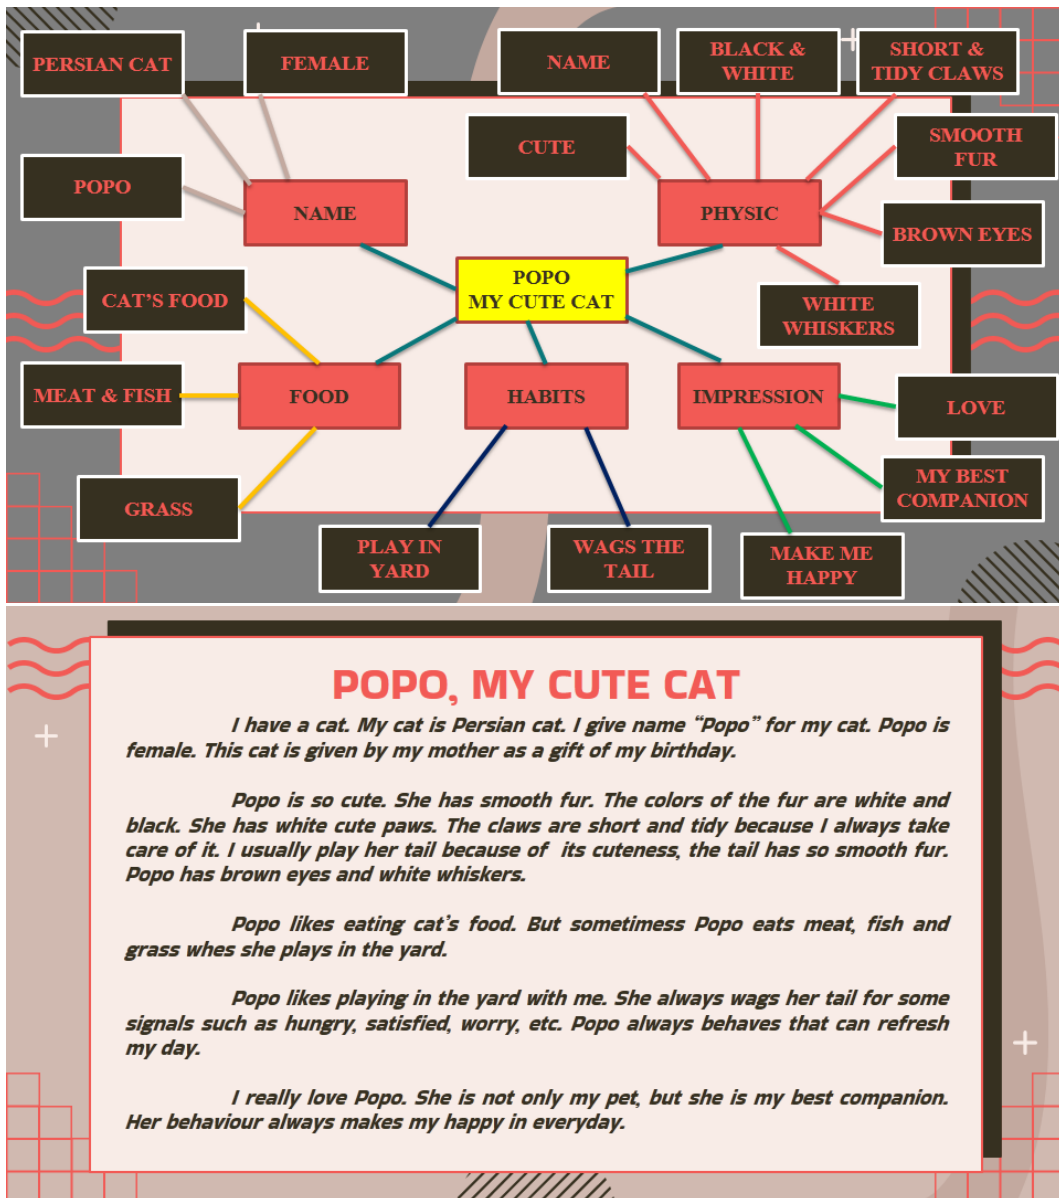 PERSIAN CAT
FEMALE
NAME
BLACK &
WHITE
SHORT &
TIDY CLAWS
CUTE
SMOOTH
FUR
POPO
NAME
PHYSIC
BROWN EYES
POPO
MY CUTE CAT
CAT'S FOOD
WHITE
WHISKERS
MEAT & FISH
FOOD
HABITS
IMPRESSION
LOVE
GRASS
MY BEST
COMPANION
PLAY IN
YARD
WAGS THE
TAIL
MAKE ME
HAPPY
POPO, MY CUTE CAT
I have a cat. My cat is Persian cat. I give name “Popo” for my cat. Popo is
female. This cat is given by my mother as a gift of my birthday.
Popo is so cute. She has smooth fur. The colors of the fur are white and
black. She has white cute paws. The claws are short and tidy because I always take
care of it. I usually play her tail because of its cuteness, the tail has so smooth fur.
Popo has brown eyes and white whiskers.
Popo likes eating cat's food. But sometimess Popo eats meat, fish and
grass whes she plays in the yard.
Popo likes playing in the yard with me. She always wags her tail for some
signals such as hungry, satisfied, worry, etc. Popo always behaves that can refresh
my day.
I really love Popo. She is not only my pet, but she is my best companion.
Her behaviour always makes my happy in everyday.